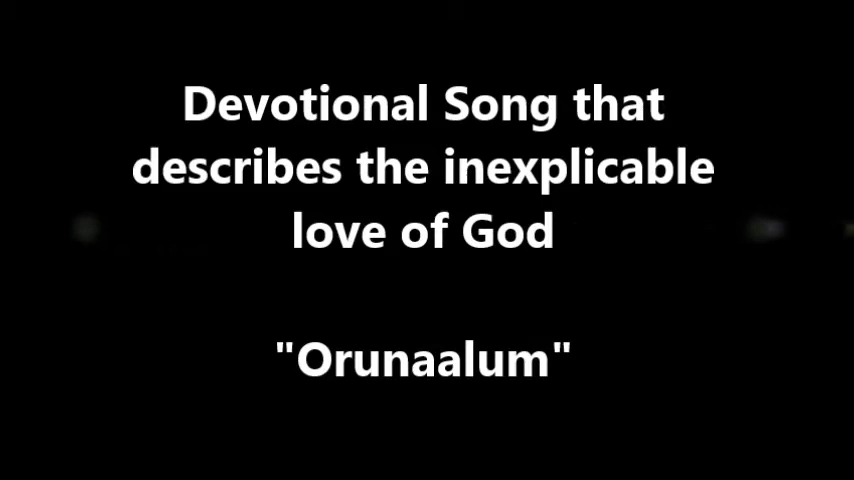 Devotional Song that
describes the inexplicable
love of God
"Orunaalum"